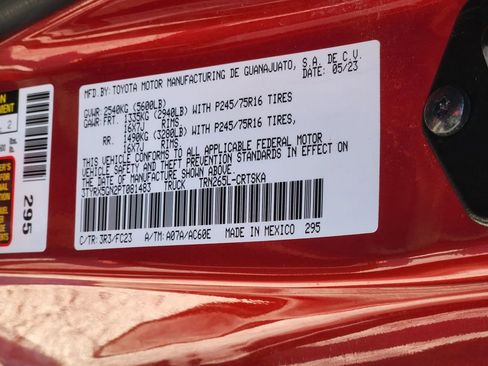 MFD.BY: TOYOTA MOTOR MANUFACTURING DE GUANAJUATO, S.A. DE C.V.
DATE: 05/23
GVWR: 2540KG (5600LB)
GAWR: FRT. 1335KG (2940LB) WITH P245/75R16 TIRES
16X7J RIMS
RR. 1490KG (3280LB) WITH P245/75R16 TIRES
16X7J RIMS
THIS VEHICLE CONFORMS TO ALL APPLICABLE FEDERAL MOTOR
VEHICLE SAFETY AND THEFT PREVENTION STANDARDS IN EFFECT ON
THE DATE OF MANUFACTURE SHOWN ABOVE.
TRUCK TRN265L-CRTSKA
C/TR: 3R3/FC23 A/TM: A07A/AC60E MADE IN MEXICO 295
295